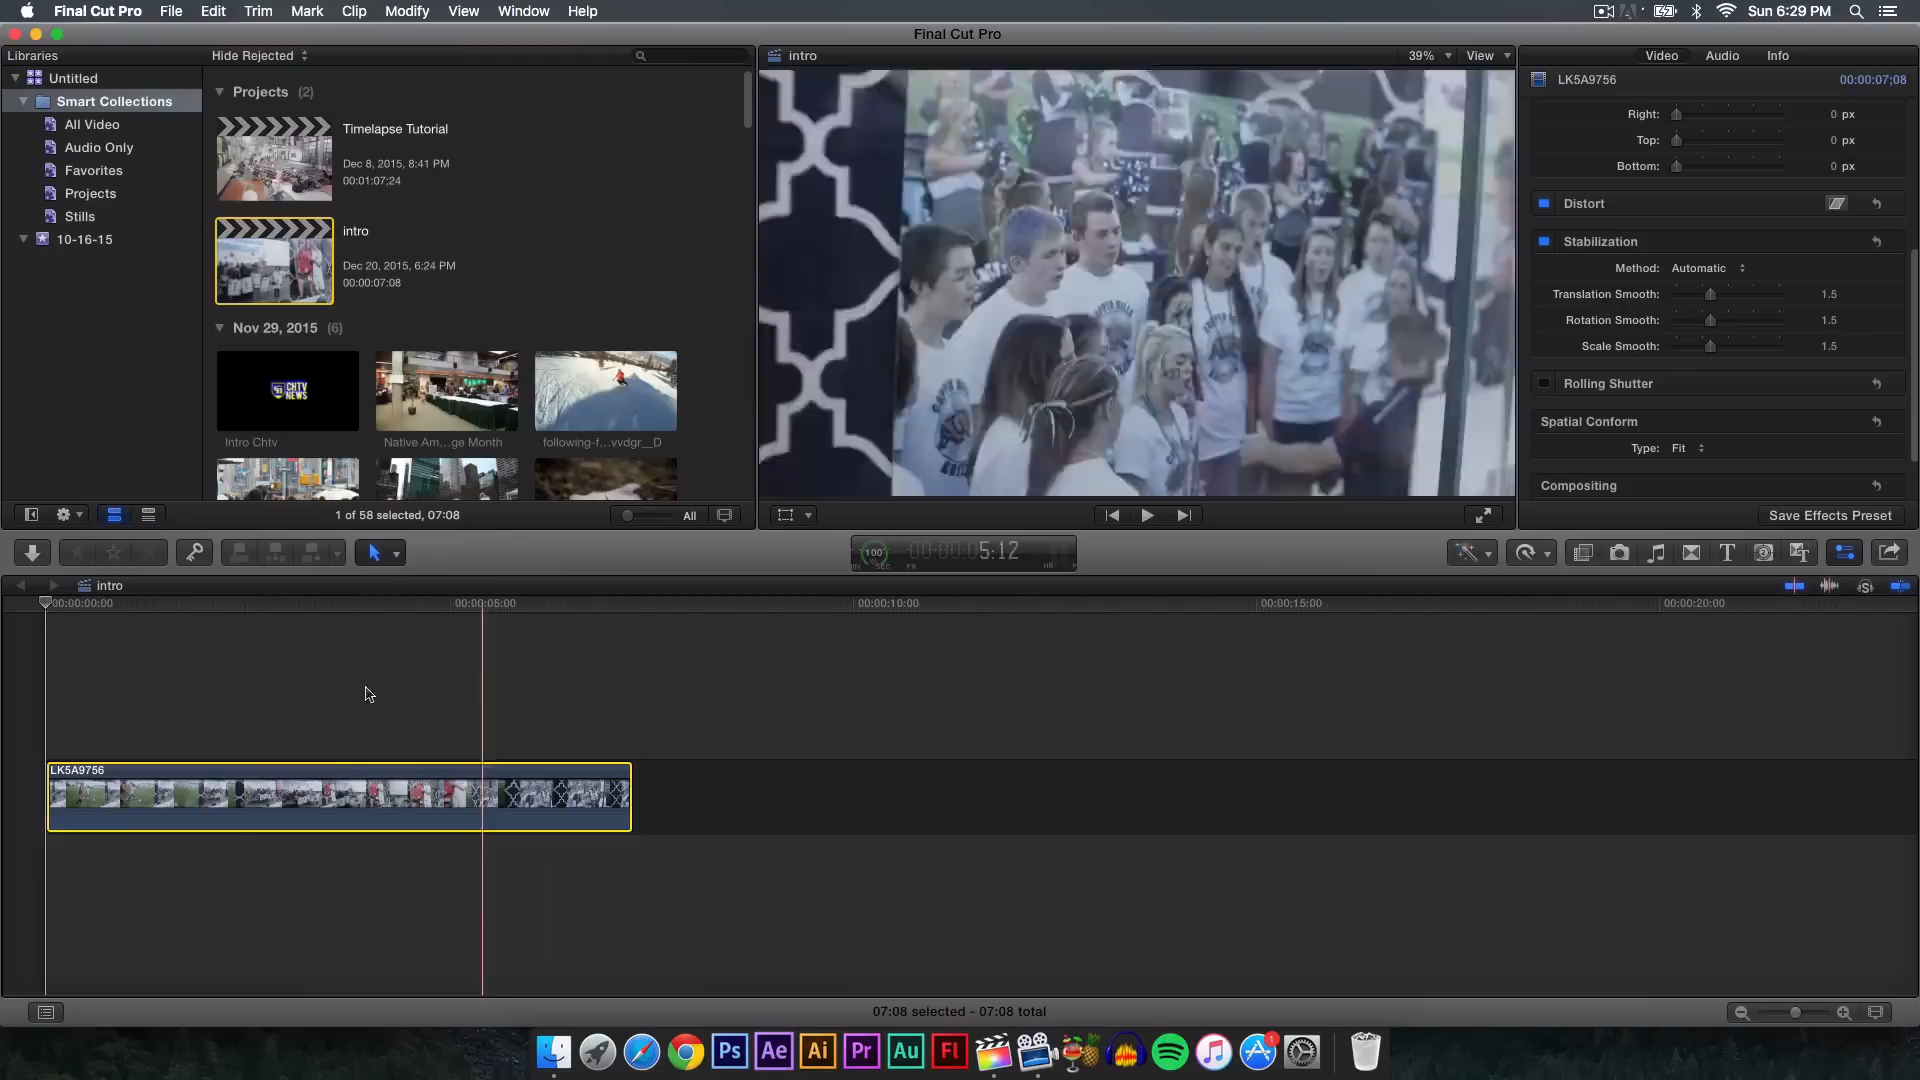 Final Cut Pro File Edit Trim Mark Clip Modify View Window Help Sun 6:29 PM
Final Cut Pro
Libraries Hide Rejected intro 39% View Video Audio Info
Untitled
Smart Collections
All Video
Audio Only
Favorites
Projects
Stills
10-16-15
Projects (2)
Timelapse Tutorial
Dec 8, 2015, 8:41 PM
00:01:07;24
intro
Dec 20, 2015, 6:24 PM
00:00:07:08
Nov 29, 2015 (6)
CHTV
NEWS
Intro Chtv Native Am...ge Month following-f...vvdgr__D
1 of 58 selected, 07:08 All
LK5A9756 00:00:07;08
Right: 0 px
Top: 0 px
Bottom: 0 px
Distort
Stabilization
Method: Automatic
Translation Smooth: 1.5
Rotation Smooth: 1.5
Scale Smooth: 1.5
Rolling Shutter
Spatial Conform
Type: Fit
Compositing
Save Effects Preset
100 5:12
SEC FR HR
intro
00:00:00:00 00:00:05:00 00:00:10:00 00:00:15:00 00:00:20:00
LK5A9756
07:08 selected - 07:08 total
Ps Ae Ai Pr Au Fl 1